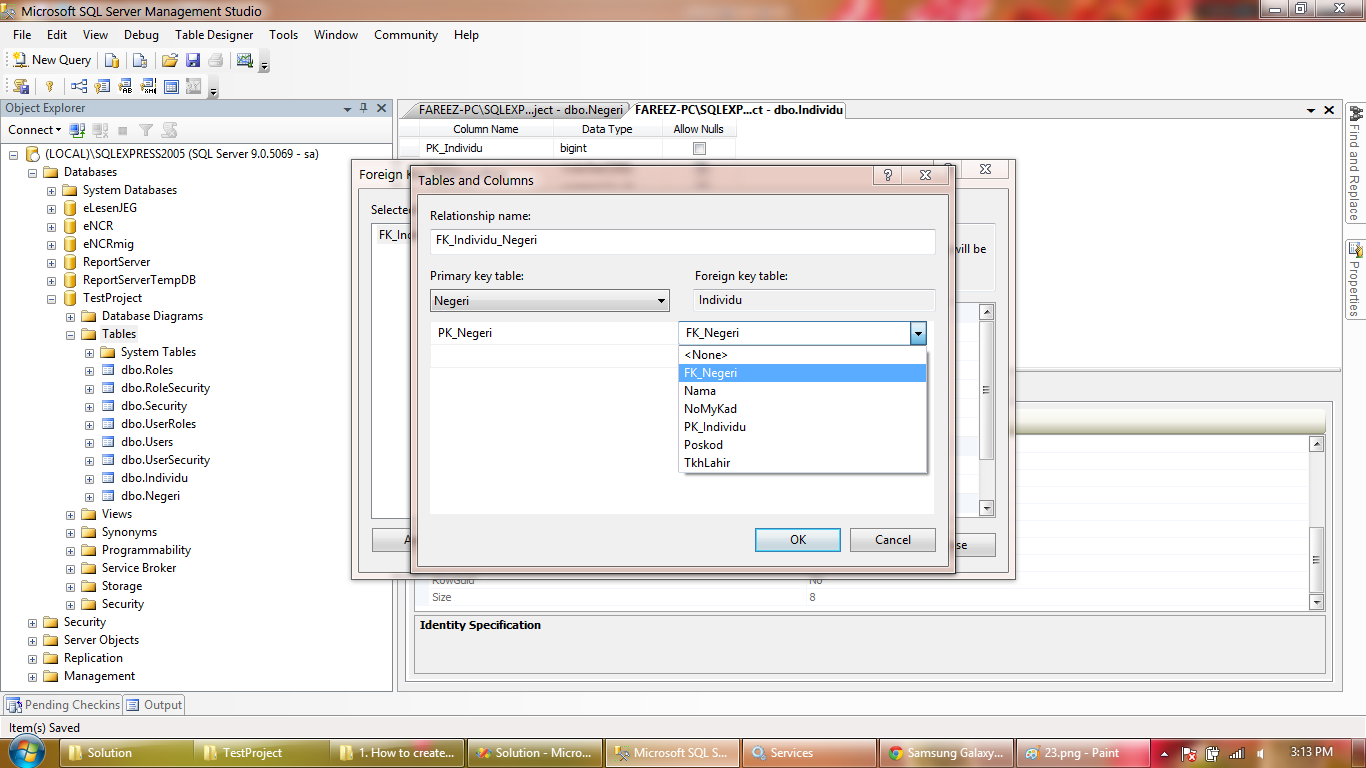 Microsoft SQL Server Management Studio
File Edit View Debug Table Designer Tools Window Community Help
New Query
Object Explorer
Connect
(LOCAL)\SQLEXPRESS2005 (SQL Server 9.0.5069 - sa)
Databases
System Databases
eLesenJEG
eNCR
eNCRmig
ReportServer
ReportServerTempDB
TestProject
Database Diagrams
Tables
System Tables
dbo.Roles
dbo.RoleSecurity
dbo.Security
dbo.UserRoles
dbo.Users
dbo.UserSecurity
dbo.Individu
dbo.Negeri
Views
Synonyms
Programmability
Service Broker
Storage
Security
Security
Server Objects
Replication
Management
FAREEZ-PC\SQLEXP...ject - dbo.Negeri
FAREEZ-PC\SQLEXP...ct - dbo.Individu
Column Name Data Type Allow Nulls
PK_Individu bigint
Foreign K
Selected
FK_Ind
will be
A
se
Tables and Columns
Relationship name:
FK_Individu_Negeri
Primary key table: Foreign key table:
Negeri Individu
PK_Negeri FK_Negeri
<None>
FK_Negeri
Nama
NoMyKad
PK_Individu
Poskod
TkhLahir
OK Cancel
RowGuid No
Size 8
Identity Specification
Find and Replace
Properties
Pending Checkins Output
Item(s) Saved
Solution TestProject 1. How to create... Solution - Micro... Microsoft SQL S... Services Samsung Galaxy... 23.png - Paint 3:13 PM